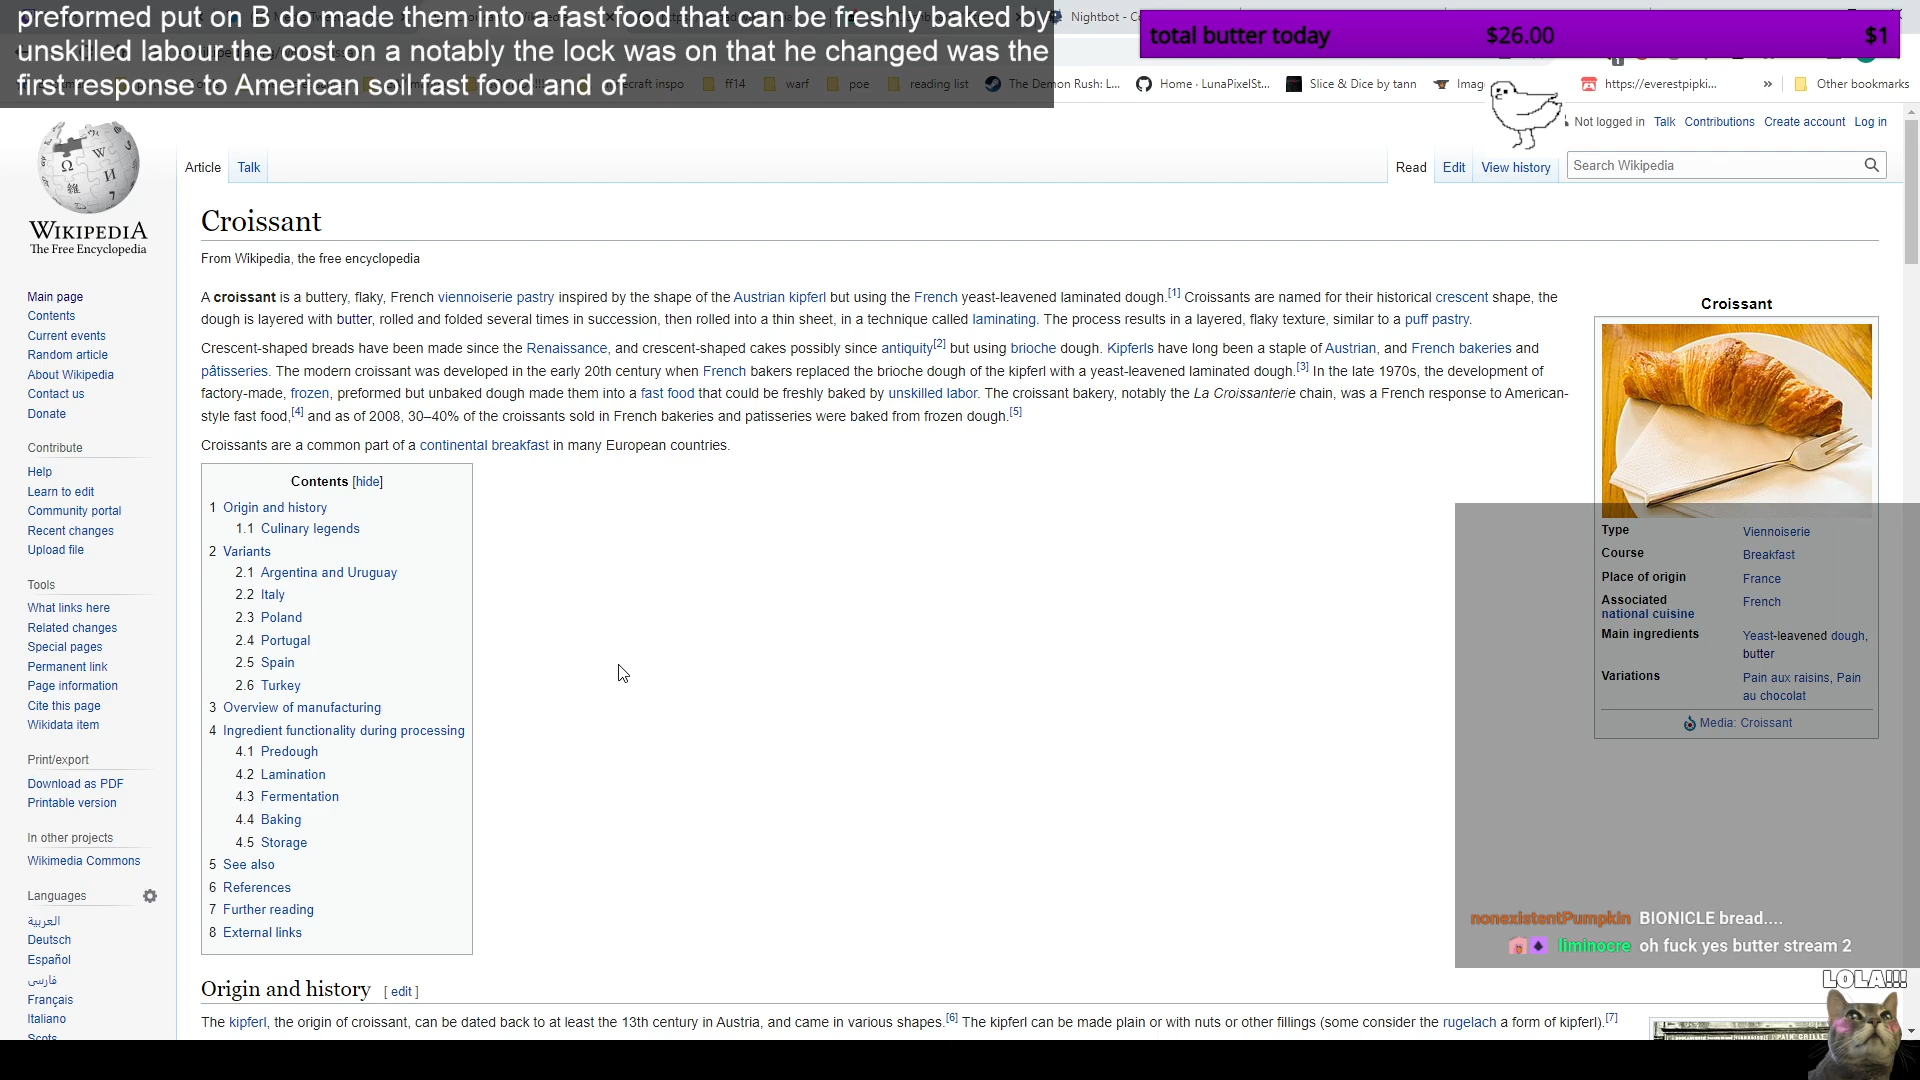 preformed put on B do made them into a fast food that can be freshly baked by
unskilled labour the cost on a notably the lock was on that he changed was the
first response to American soil fast food and of
Nightbot - C
total butter today $26.00 $1
ff14
warf
poe
reading list
The Demon Rush: L...
Home · LunaPixelSt...
Slice & Dice by tann
Imag
https://everestpipki...
»
Other bookmarks
WIKIPEDIA
The Free Encyclopedia
Not logged in Talk Contributions Create account Log in
Article Talk
Read Edit View history
Search Wikipedia
Main page
Contents
Current events
Random article
About Wikipedia
Contact us
Donate
Contribute
Help
Learn to edit
Community portal
Recent changes
Upload file
Tools
What links here
Related changes
Special pages
Permanent link
Page information
Cite this page
Wikidata item
Print/export
Download as PDF
Printable version
In other projects
Wikimedia Commons
Languages
العربية
Deutsch
Español
فارسی
Français
Italiano
Scots
Croissant
From Wikipedia, the free encyclopedia
A croissant is a buttery, flaky, French viennoiserie pastry inspired by the shape of the Austrian kipferl but using the French yeast-leavened laminated dough.[1] Croissants are named for their historical crescent shape, the
dough is layered with butter, rolled and folded several times in succession, then rolled into a thin sheet, in a technique called laminating. The process results in a layered, flaky texture, similar to a puff pastry.
Crescent-shaped breads have been made since the Renaissance, and crescent-shaped cakes possibly since antiquity[2] but using brioche dough. Kipferls have long been a staple of Austrian, and French bakeries and
pâtisseries. The modern croissant was developed in the early 20th century when French bakers replaced the brioche dough of the kipferl with a yeast-leavened laminated dough.[3] In the late 1970s, the development of
factory-made, frozen, preformed but unbaked dough made them into a fast food that could be freshly baked by unskilled labor. The croissant bakery, notably the La Croissanterie chain, was a French response to American-
style fast food,[4] and as of 2008, 30–40% of the croissants sold in French bakeries and patisseries were baked from frozen dough.[5]
Croissants are a common part of a continental breakfast in many European countries.
Contents [hide]
1 Origin and history
1.1 Culinary legends
2 Variants
2.1 Argentina and Uruguay
2.2 Italy
2.3 Poland
2.4 Portugal
2.5 Spain
2.6 Turkey
3 Overview of manufacturing
4 Ingredient functionality during processing
4.1 Predough
4.2 Lamination
4.3 Fermentation
4.4 Baking
4.5 Storage
5 See also
6 References
7 Further reading
8 External links
Origin and history [ edit ]
The kipferl, the origin of croissant, can be dated back to at least the 13th century in Austria, and came in various shapes.[6] The kipferl can be made plain or with nuts or other fillings (some consider the rugelach a form of kipferl).[7]
Croissant
Type Viennoiserie
Course Breakfast
Place of origin France
Associated French
national cuisine
Main ingredients Yeast-leavened dough,
butter
Variations Pain aux raisins, Pain
au chocolat
Media: Croissant
nonexistentPumpkin BIONICLE bread....
liminocre oh fuck yes butter stream 2
LOLA!!!